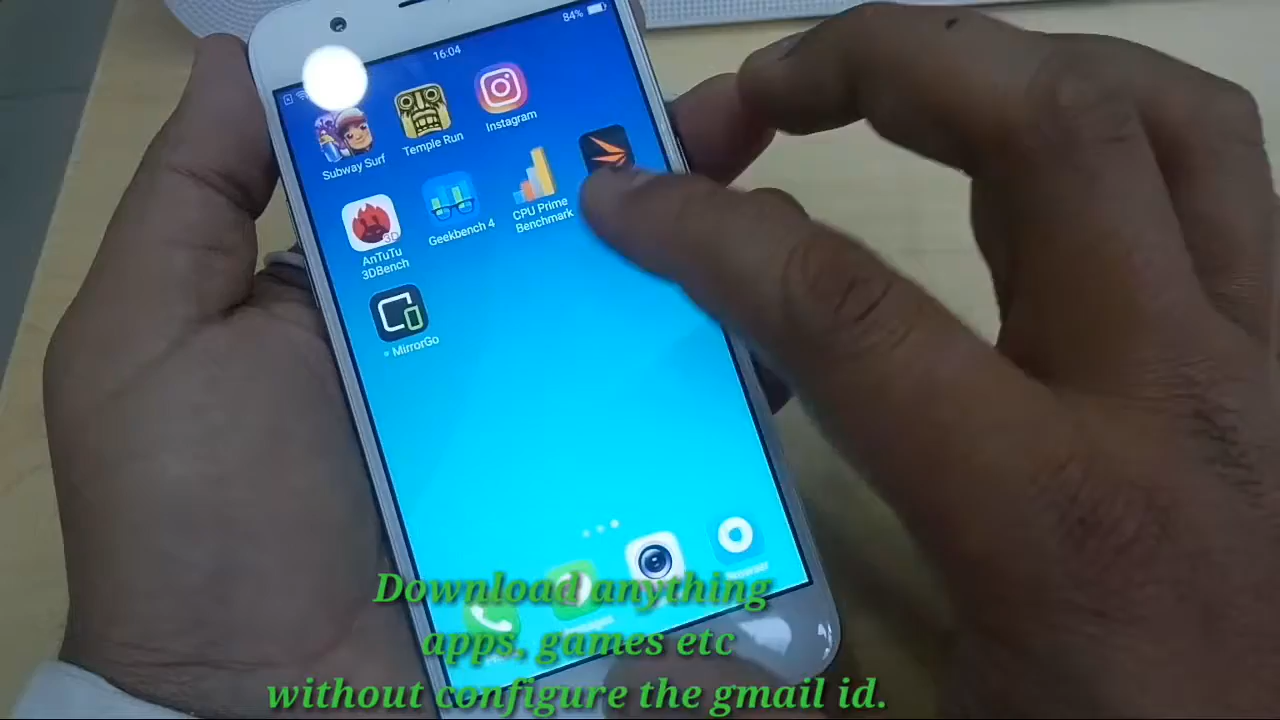 84%
16:04
Subway Surf
Temple Run
Instagram
AnTuTu
3DBench
3D
Geekbench 4
CPU Prime
Benchmark
MirrorGo
Download anything
apps, games etc
without configure the gmail id.